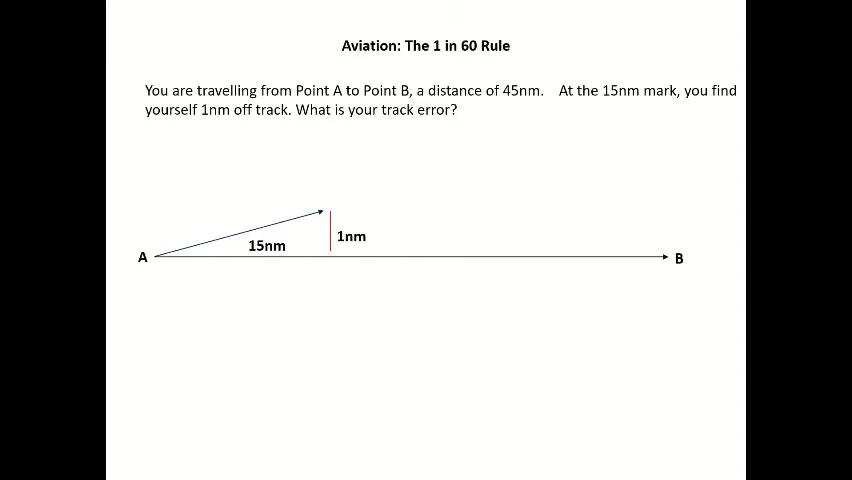 Aviation: The 1 in 60 Rule
You are travelling from Point A to Point B, a distance of 45nm. At the 15nm mark, you find
yourself 1nm off track. What is your track error?
1nm
15nm
A
B